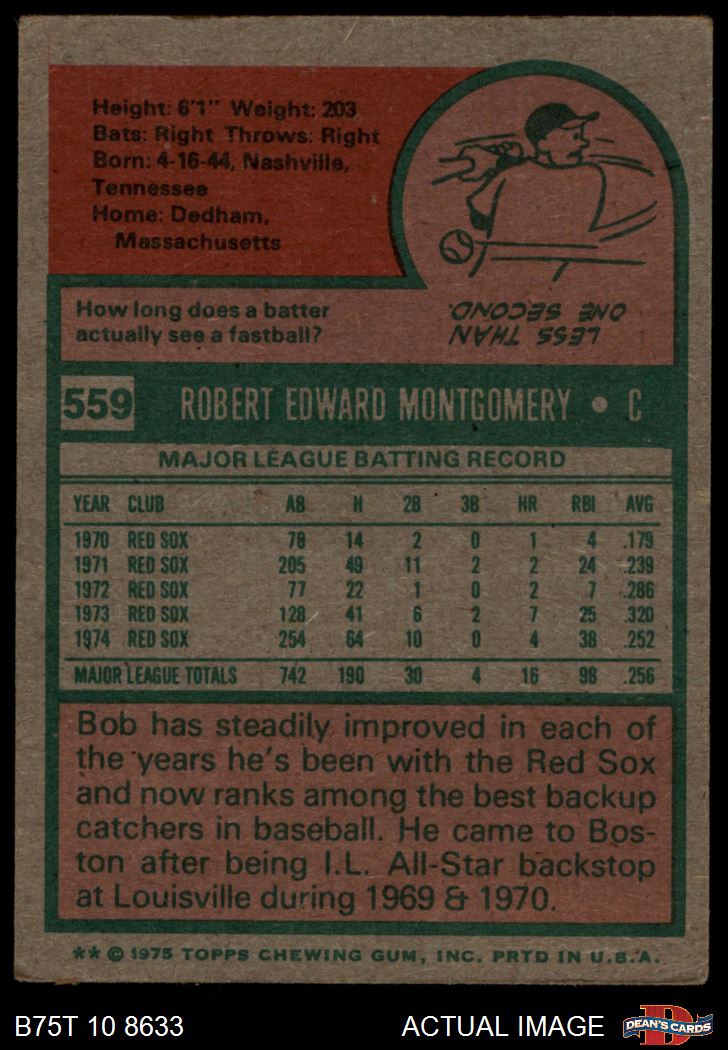 Height: 6'1" Weight: 203
Bats: Right Throws: Right
Born: 4-16-44, Nashville,
Tennessee
Home: Dedham,
Massachusetts
How long does a batter
actually see a fastball?
LESS THAN
ONE SECOND.
559 ROBERT EDWARD MONTGOMERY • C
MAJOR LEAGUE BATTING RECORD
YEAR CLUB AB H 2B 3B HR RBI AVG
1970 RED SOX 78 14 2 0 1 4 .179
1971 RED SOX 205 49 11 2 2 24 .239
1972 RED SOX 77 22 1 0 2 7 .286
1973 RED SOX 128 41 6 2 7 25 .320
1974 RED SOX 254 64 10 0 4 38 .252
MAJOR LEAGUE TOTALS 742 190 30 4 16 98 .256
Bob has steadily improved in each of
the years he's been with the Red Sox
and now ranks among the best backup
catchers in baseball. He came to Bos-
ton after being I.L. All-Star backstop
at Louisville during 1969 & 1970.
** © 1975 TOPPS CHEWING GUM, INC. PRTD IN U.S.A.
B75T 10 8633 ACTUAL IMAGE DEAN'S CARDS